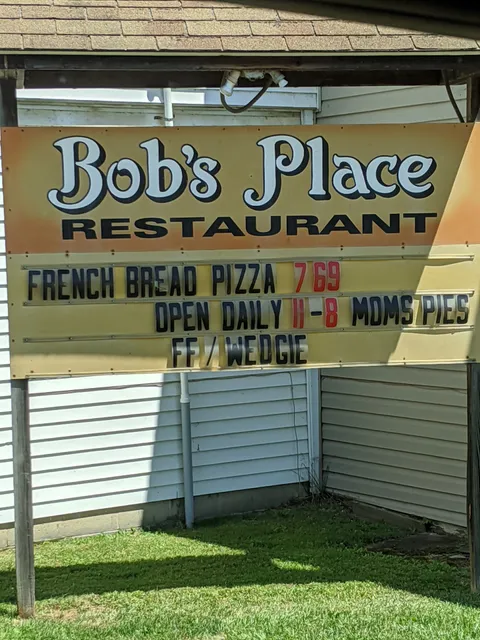 Bob's Place
RESTAURANT
FRENCH BREAD PIZZA 7 69
OPEN DAILY 11-8 MOMS PIES
FF / WEDGIE